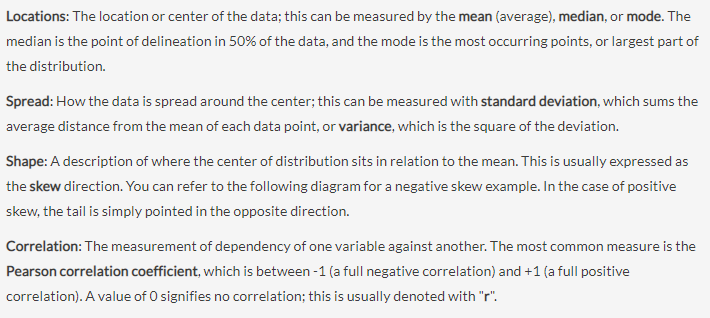 Locations: The location or center of the data; this can be measured by the mean (average), median, or mode. The
median is the point of delineation in 50% of the data, and the mode is the most occurring points, or largest part of
the distribution.
Spread: How the data is spread around the center; this can be measured with standard deviation, which sums the
average distance from the mean of each data point, or variance, which is the square of the deviation.
Shape: A description of where the center of distribution sits in relation to the mean. This is usually expressed as
the skew direction. You can refer to the following diagram for a negative skew example. In the case of positive
skew, the tail is simply pointed in the opposite direction.
Correlation: The measurement of dependency of one variable against another. The most common measure is the
Pearson correlation coefficient, which is between -1 (a full negative correlation) and +1 (a full positive
correlation). A value of 0 signifies no correlation; this is usually denoted with "r".